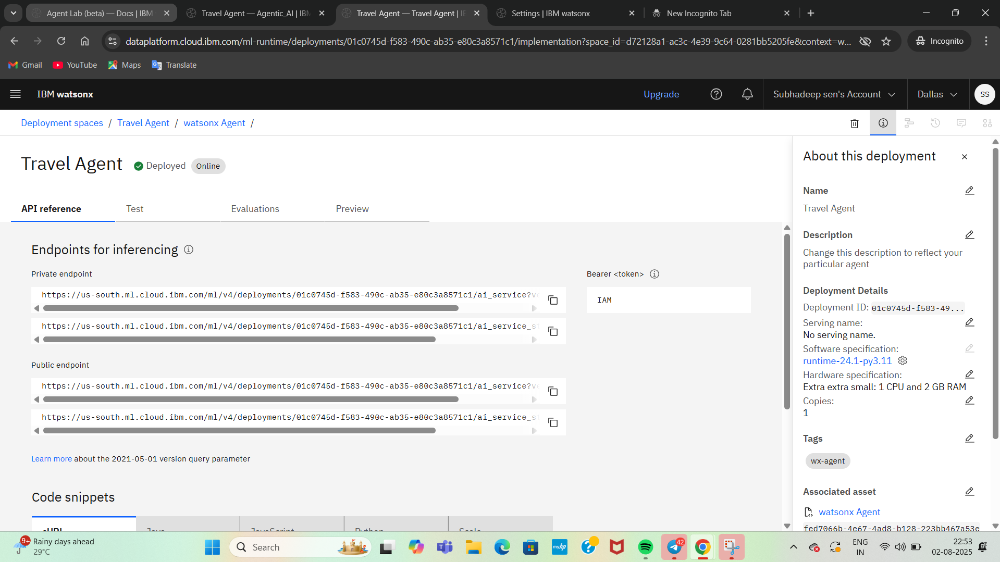 Agent Lab (beta) — Docs | IBM
Travel Agent — Agentic_AI | IBM
Travel Agent — Travel Agent | IB
Settings | IBM watsonx
New Incognito Tab
dataplatform.cloud.ibm.com/ml-runtime/deployments/01c0745d-f583-490c-ab35-e80c3a8571c1/implementation?space_id=d72128a1-ac3c-4e39-9c64-0281bb5205fe&context=w...
Incognito
Gmail
YouTube
Maps
Translate
IBM watsonx
Upgrade
Subhadeep sen's Account
Dallas
SS
Deployment spaces / Travel Agent / watsonx Agent /
Travel Agent
Deployed
Online
API reference
Test
Evaluations
Preview
Endpoints for inferencing
Private endpoint
https://us-south.ml.cloud.ibm.com/ml/v4/deployments/01c0745d-f583-490c-ab35-e80c3a8571c1/ai_service?ve
https://us-south.ml.cloud.ibm.com/ml/v4/deployments/01c0745d-f583-490c-ab35-e80c3a8571c1/ai_service_st
Bearer <token>
IAM
Public endpoint
https://us-south.ml.cloud.ibm.com/ml/v4/deployments/01c0745d-f583-490c-ab35-e80c3a8571c1/ai_service?ve
https://us-south.ml.cloud.ibm.com/ml/v4/deployments/01c0745d-f583-490c-ab35-e80c3a8571c1/ai_service_st
Learn more about the 2021-05-01 version query parameter
Code snippets
cURL
Java
JavaScript
Python
Scala
About this deployment
Name
Travel Agent
Description
Change this description to reflect your
particular agent
Deployment Details
Deployment ID: 01c0745d-f583-49...
Serving name:
No serving name.
Software specification:
runtime-24.1-py3.11
Hardware specification:
Extra extra small: 1 CPU and 2 GB RAM
Copies:
1
Tags
wx-agent
Associated asset
watsonx Agent
fed7066b-4e67-4ad8-b128-223bb467a53e
9+
Rainy days ahead
29°C
Search
myhp
42
ENG
IN
22:53
02-08-2025